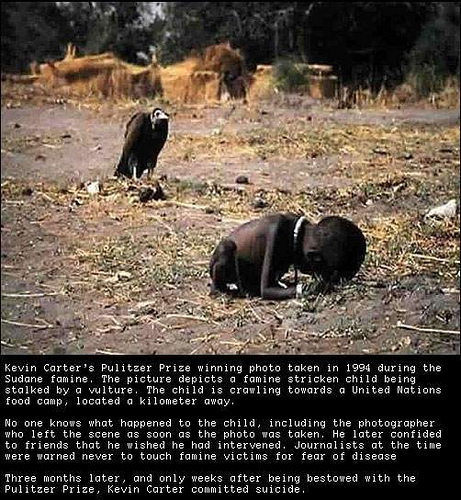 Kevin Carter's Pulitzer Prize winning photo taken in 1994 during the
Sudane famine. The picture depicts a famine stricken child being
stalked by a vulture. The child is crawling towards a United Nations
food camp, located a kilometer away.
No one knows what happened to the child, including the photographer
who left the scene as soon as the photo was taken. He later confided
to friends that he wished he had intervened. Journalists at the time
were warned never to touch famine victims for fear of disease
Three months later, and only weeks after being bestowed with the
Pulitzer Prize, Kevin Carter committed suicide.